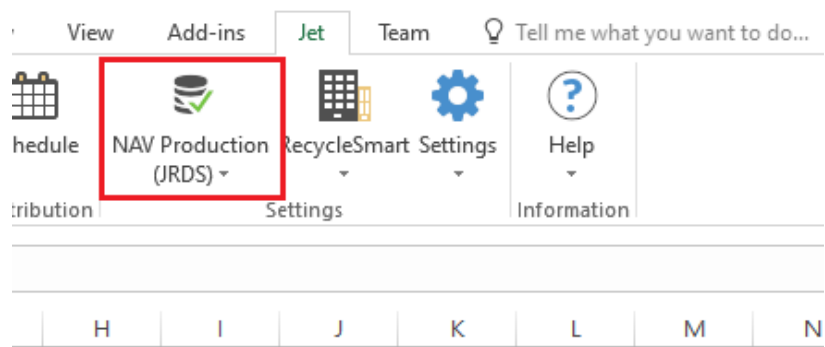 View Add-ins Jet Team Tell me what you want to do...
hedule NAV Production (JRDS) RecycleSmart Settings Help
tribution Settings Information
H I J K L M N